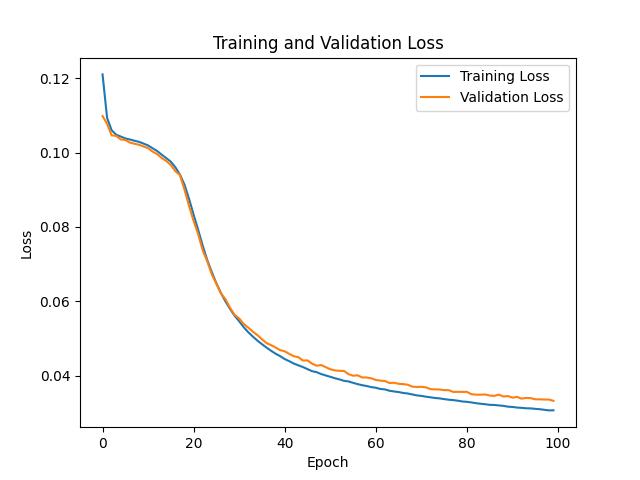 Training and Validation Loss
Training Loss
Validation Loss
0.12
0.10
0.08
0.06
0.04
Loss
0 20 40 60 80 100
Epoch